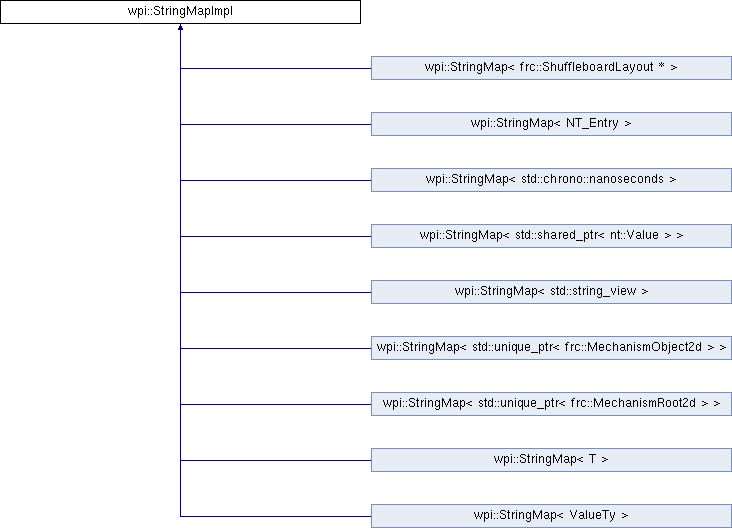 wpi::StringMapImpl
wpi::StringMap< frc::ShuffleboardLayout * >
wpi::StringMap< NT_Entry >
wpi::StringMap< std::chrono::nanoseconds >
wpi::StringMap< std::shared_ptr< nt::Value > >
wpi::StringMap< std::string_view >
wpi::StringMap< std::unique_ptr< frc::MechanismObject2d > >
wpi::StringMap< std::unique_ptr< frc::MechanismRoot2d > >
wpi::StringMap< T >
wpi::StringMap< ValueTy >